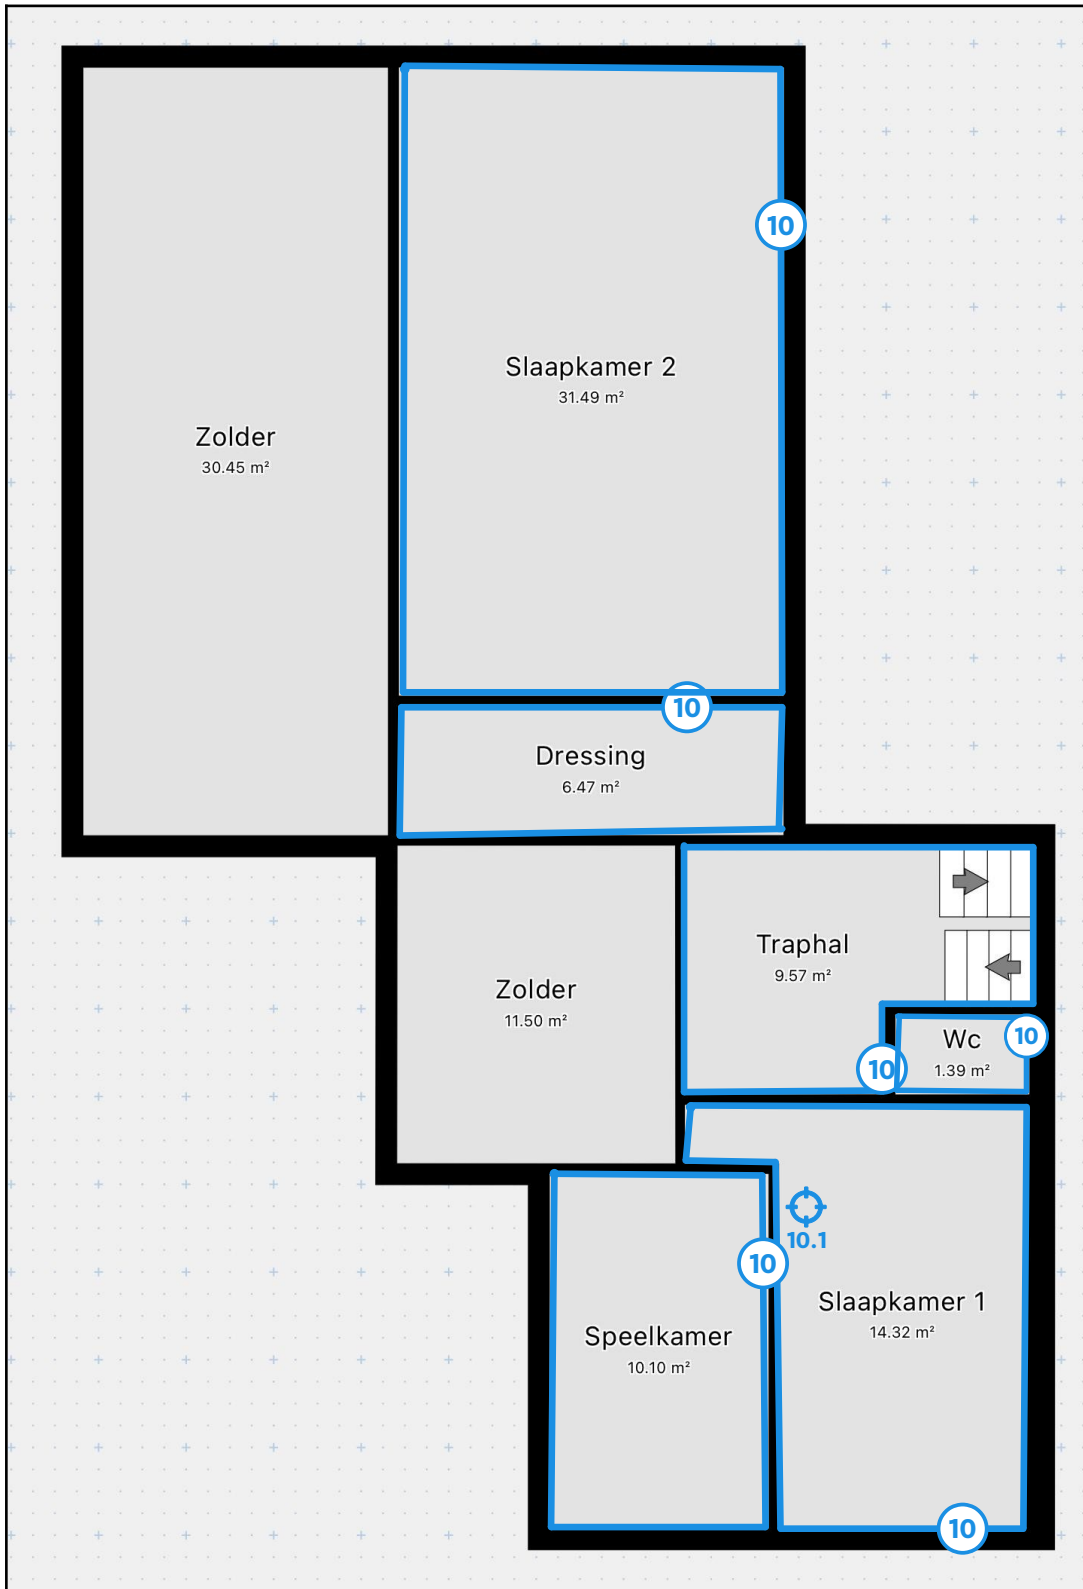 10
Slaapkamer 2
31.49 m²
Zolder
30.45 m²
10
Dressing
6.47 m²
Traphal
9.57 m²
Zolder
11.50 m²
10
Wc
1.39 m²
10
10.1
10
Slaapkamer 1
14.32 m²
Speelkamer
10.10 m²
10